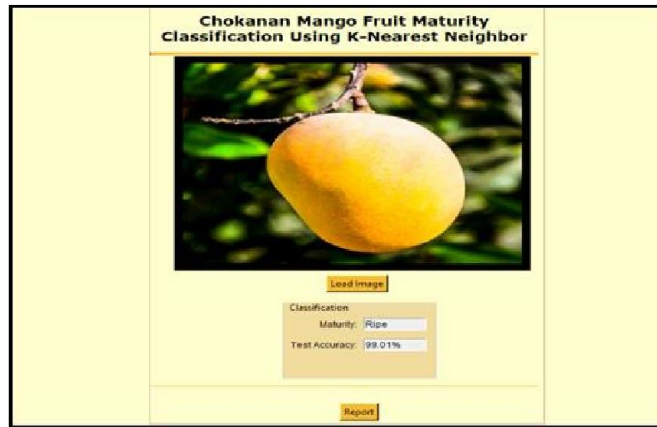 Chokanan Mango Fruit Maturity
Classification Using K-Nearest Neighbor
Load Image
Classification
Maturity: Ripe
Test Accuracy: 99.01%
Report